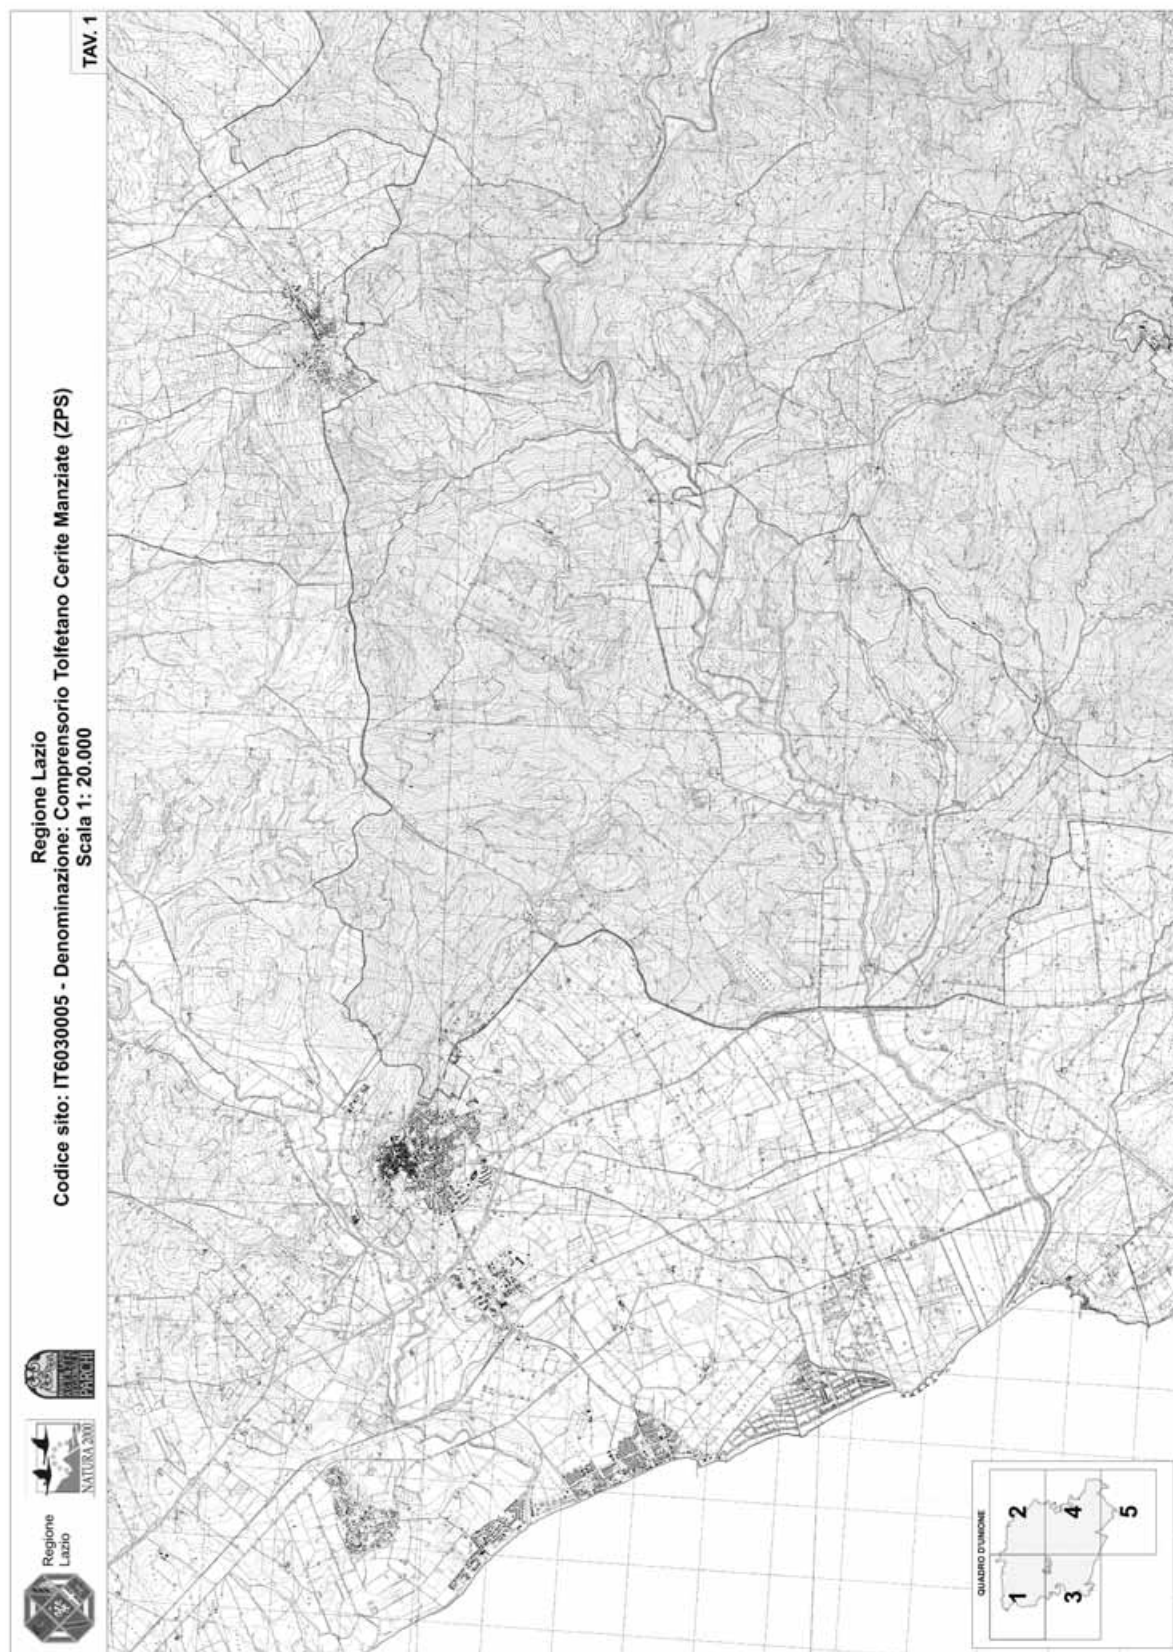 Regione Lazio
Codice sito: IT6030005 - Denominazione: Comprensorio Tolfetano Cerite Manziate (ZPS)
Scala 1: 20.000
TAV. 1
Regione
Lazio
NATURA 2000
PARCHI
QUADRO D'UNIONE
1
2
3
4
5